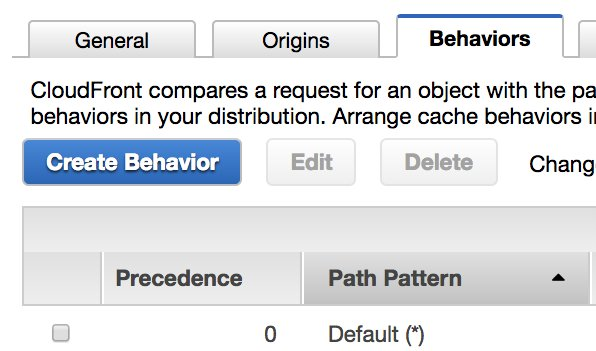 General Origins Behaviors
CloudFront compares a request for an object with the pa
behaviors in your distribution. Arrange cache behaviors i
Create Behavior Edit Delete Chang
Precedence Path Pattern
0 Default (*)